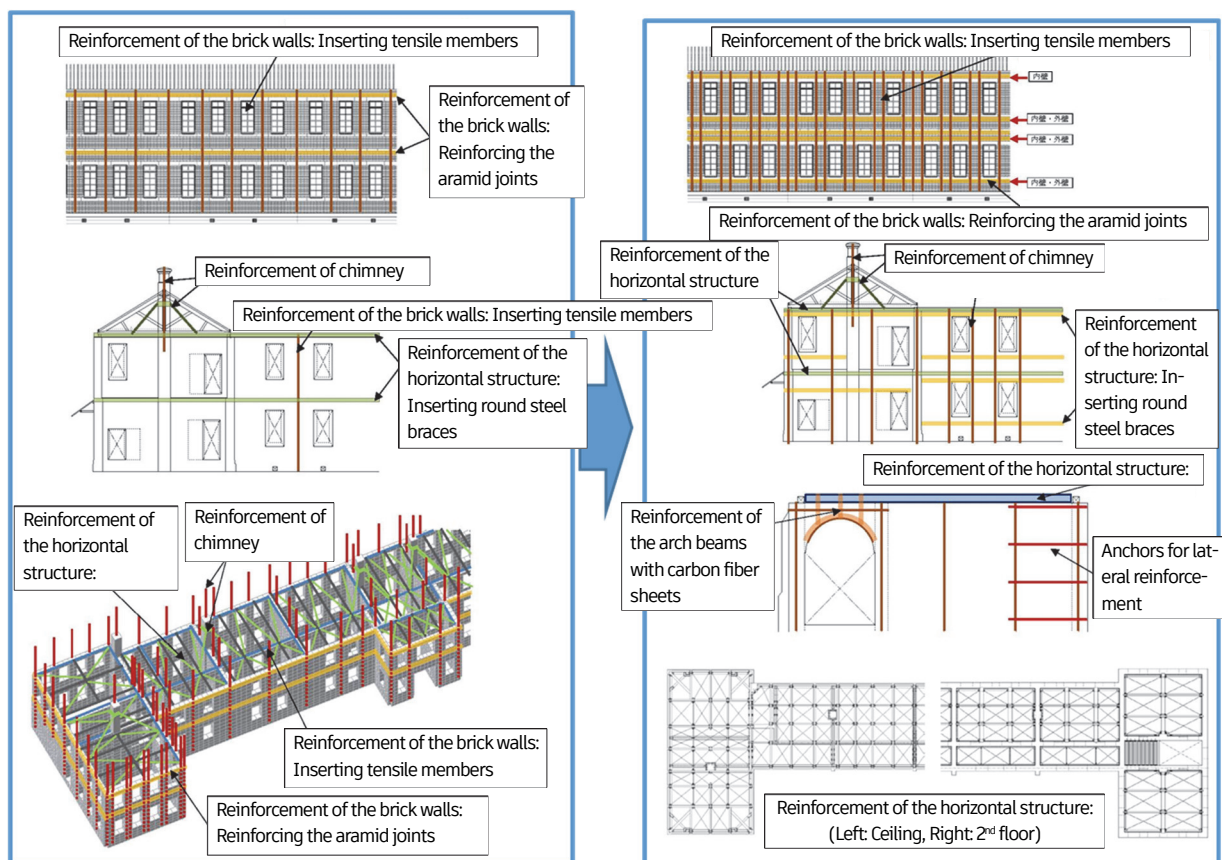 Reinforcement of the brick walls: Inserting tensile members
Reinforcement of
the brick walls:
Reinforcing the
aramid joints
Reinforcement of chimney
Reinforcement of the brick walls: Inserting tensile members
Reinforcement of the
horizontal structure:
Inserting round steel
braces
Reinforcement of
the horizontal
structure:
Reinforcement of
chimney
Reinforcement of the brick walls:
Inserting tensile members
Reinforcement of the brick walls:
Reinforcing the aramid joints
Reinforcement of the brick walls: Inserting tensile members
内壁
内壁・外壁
内壁・外壁
内壁・外壁
Reinforcement of the brick walls: Reinforcing the aramid joints
Reinforcement of the
horizontal structure
Reinforcement of chimney
Reinforcement
of the horizontal
structure: In-
serting round
steel braces
Reinforcement of the horizontal structure:
Reinforcement of
the arch beams
with carbon fiber
sheets
Anchors for lat-
eral reinforce-
ment
Reinforcement of the horizontal structure:
(Left: Ceiling, Right: 2nd floor)